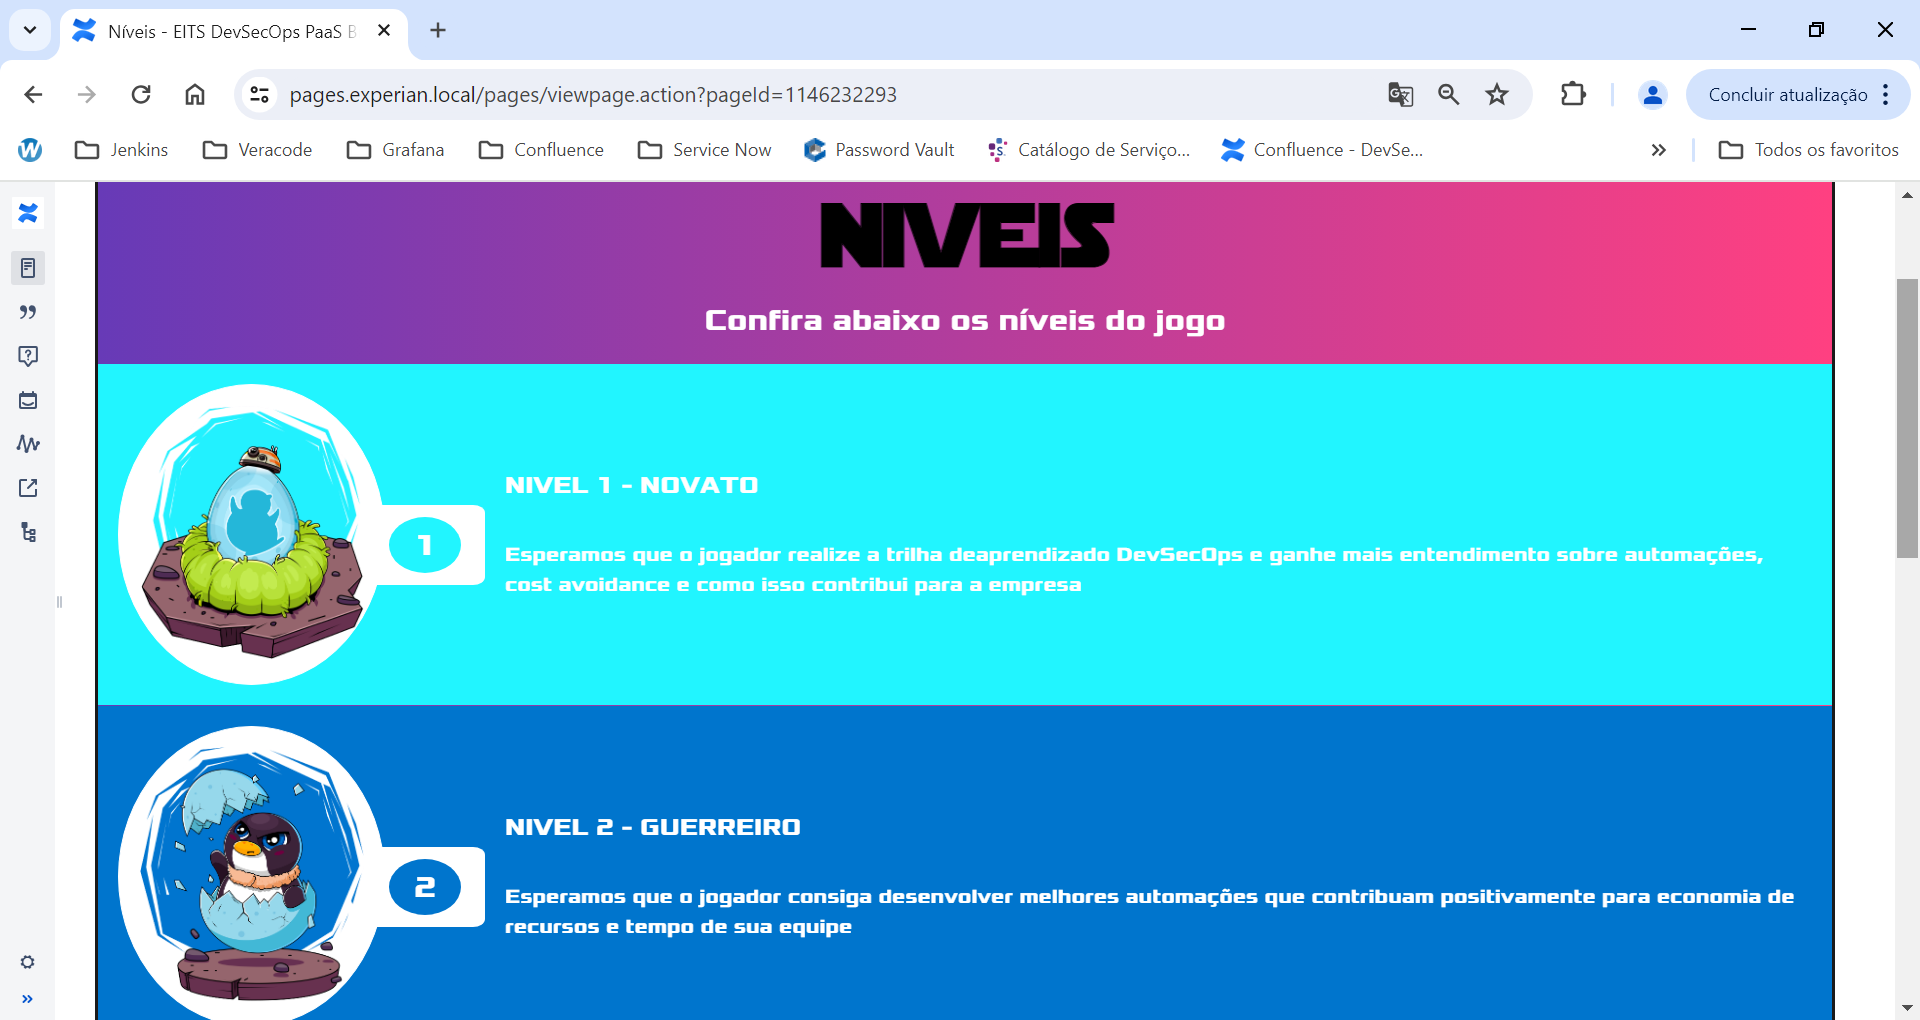 Níveis - EITS DevSecOps PaaS B
pages.experian.local/pages/viewpage.action?pageId=1146232293
Concluir atualização
W
Jenkins
Veracode
Grafana
Confluence
Service Now
Password Vault
Catálogo de Serviço...
Confluence - DevSe...
Todos os favoritos
NIVEIS
Confira abaixo os níveis do jogo
1
NIVEL 1 - NOVATO
Esperamos que o jogador realize a trilha deaprendizado DevSecOps e ganhe mais entendimento sobre automações,
cost avoidance e como isso contribui para a empresa
2
NIVEL 2 - GUERREIRO
Esperamos que o jogador consiga desenvolver melhores automações que contribuam positivamente para economia de
recursos e tempo de sua equipe